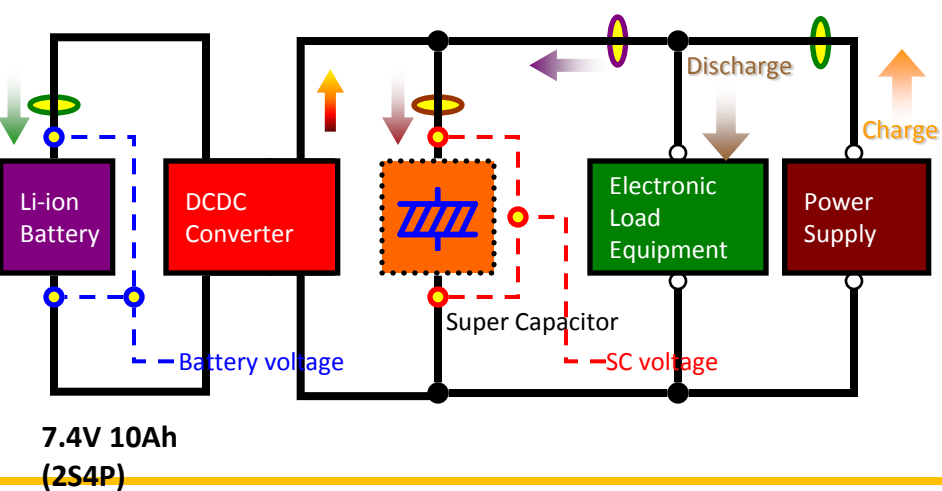 Discharge
Charge
Li-ion
Battery
DCDC
Converter
Electronic
Load
Equipment
Power
Supply
Super Capacitor
Battery voltage
SC voltage
7.4V 10Ah
(2S4P)